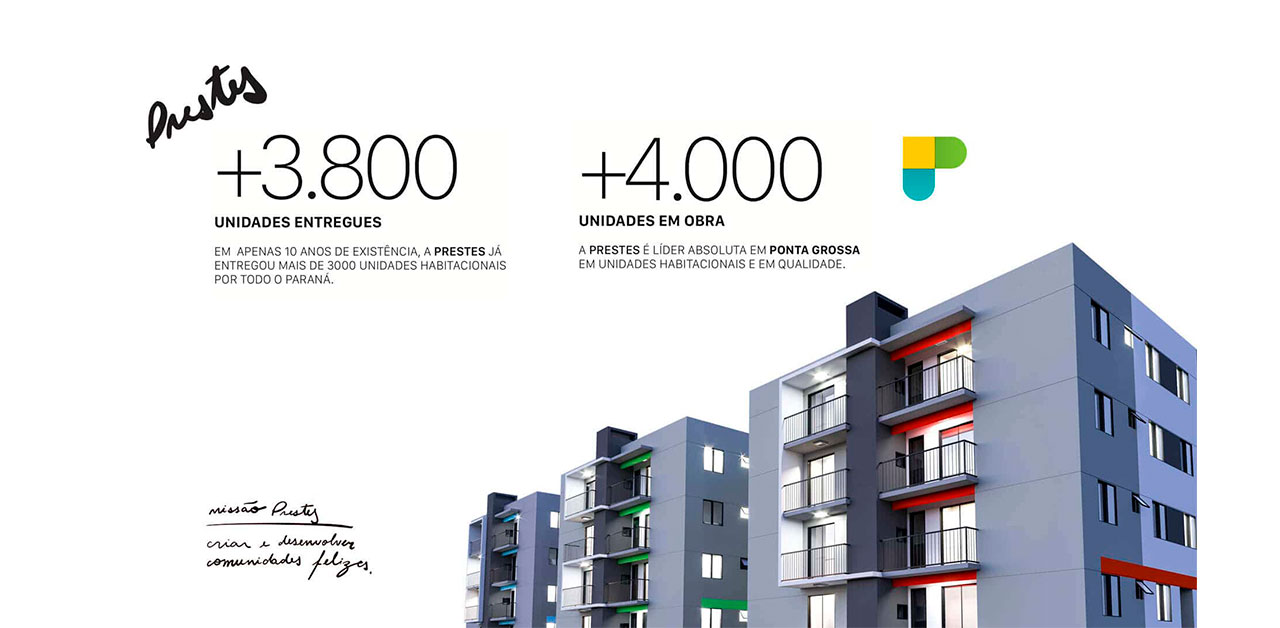 Prestes
+3.800
UNIDADES ENTREGUES
EM APENAS 10 ANOS DE EXISTÊNCIA, A PRESTES JÁ
ENTREGOU MAIS DE 3000 UNIDADES HABITACIONAIS
POR TODO O PARANÁ.
+4.000
UNIDADES EM OBRA
A PRESTES É LÍDER ABSOLUTA EM PONTA GROSSA
EM UNIDADES HABITACIONAIS E EM QUALIDADE.
missão Prestes
criar e desenvolver
comunidades felizes.